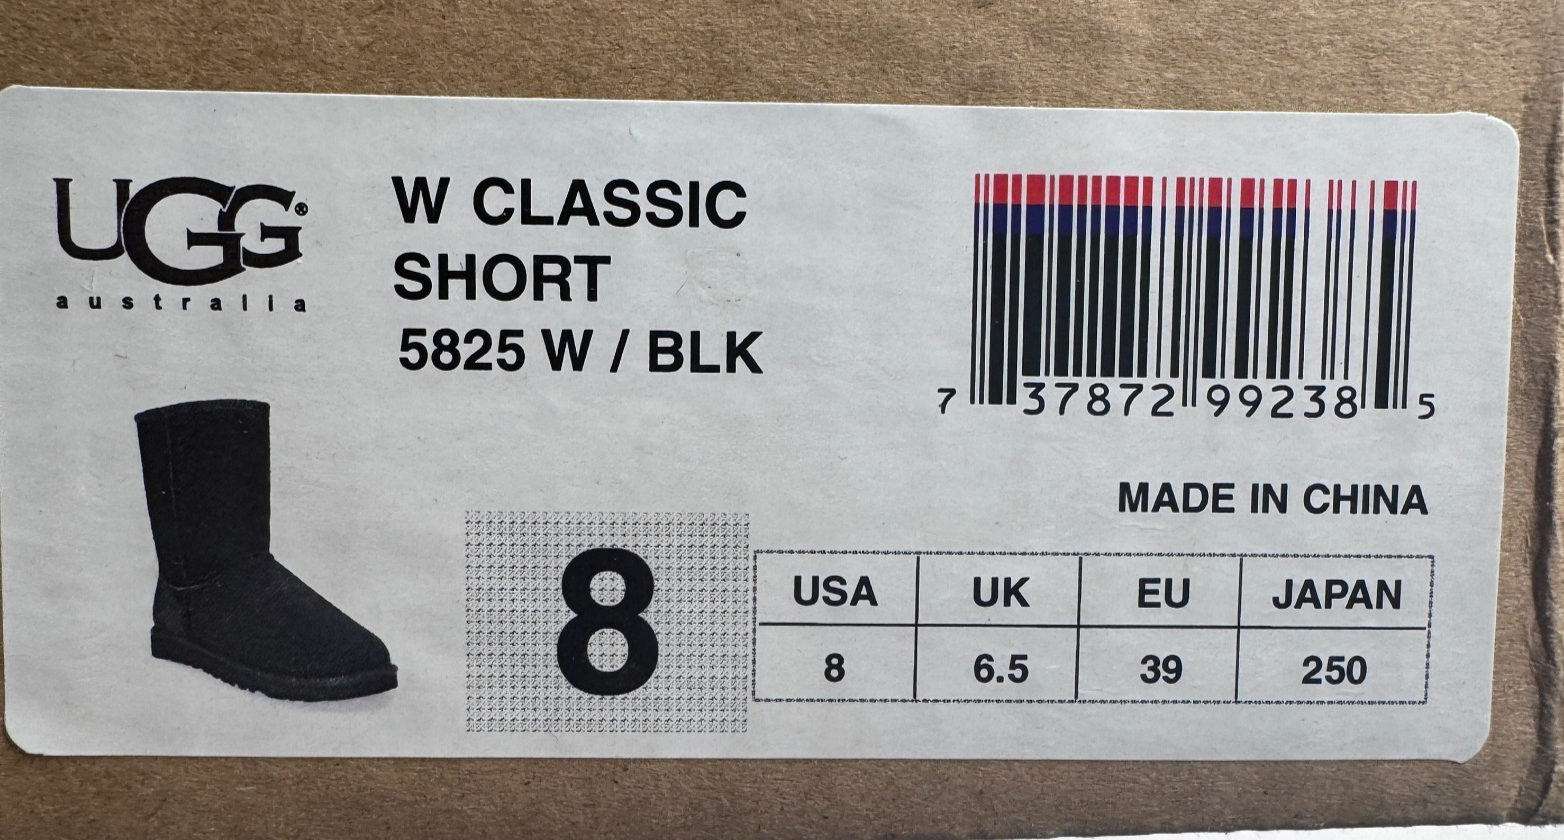 UGG®
australia
W CLASSIC
SHORT
5825 W / BLK
7 37872 99238 5
MADE IN CHINA
8
USA UK EU JAPAN
8 6.5 39 250